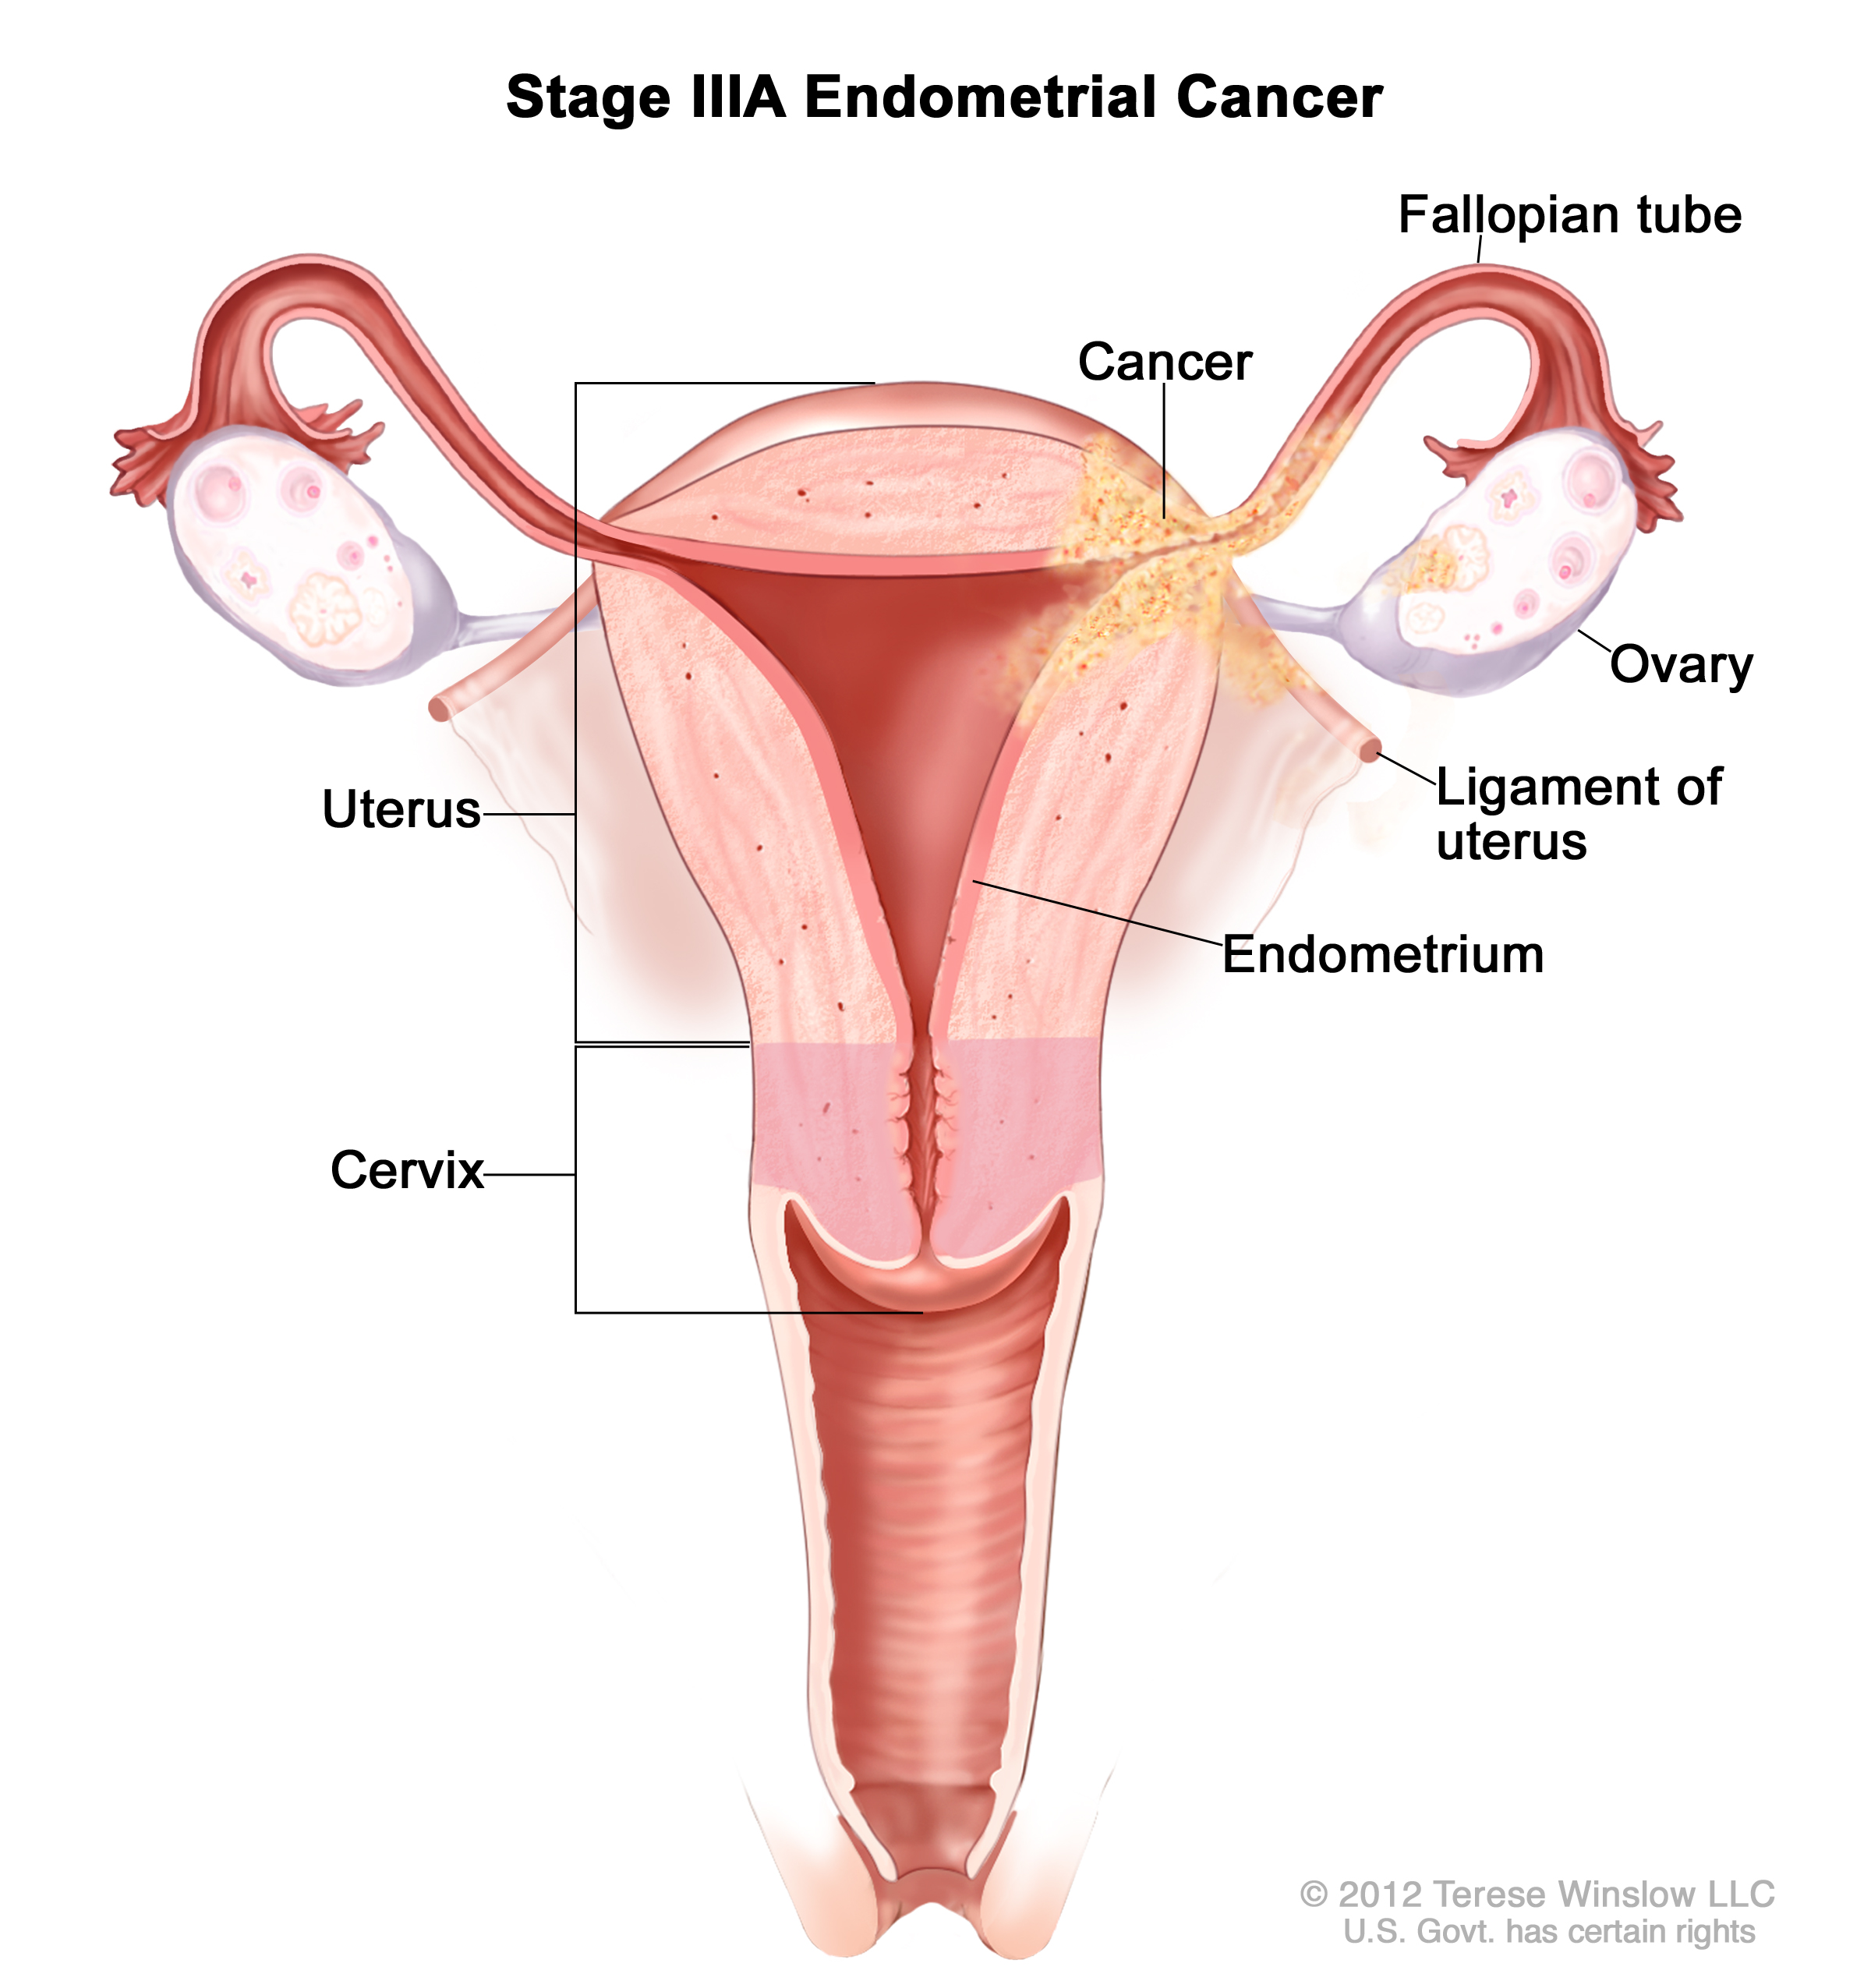 Stage IIIA Endometrial Cancer
Fallopian tube
Cancer
Ovary
Ligament of
uterus
Uterus
Endometrium
Cervix
© 2012 Terese Winslow LLC
U.S. Govt. has certain rights